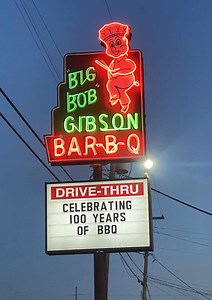 "BIG
BOB"
GIBSON
BAR-B-Q
DRIVE-THRU
CELEBRATING
100 YEARS
OF BBQ